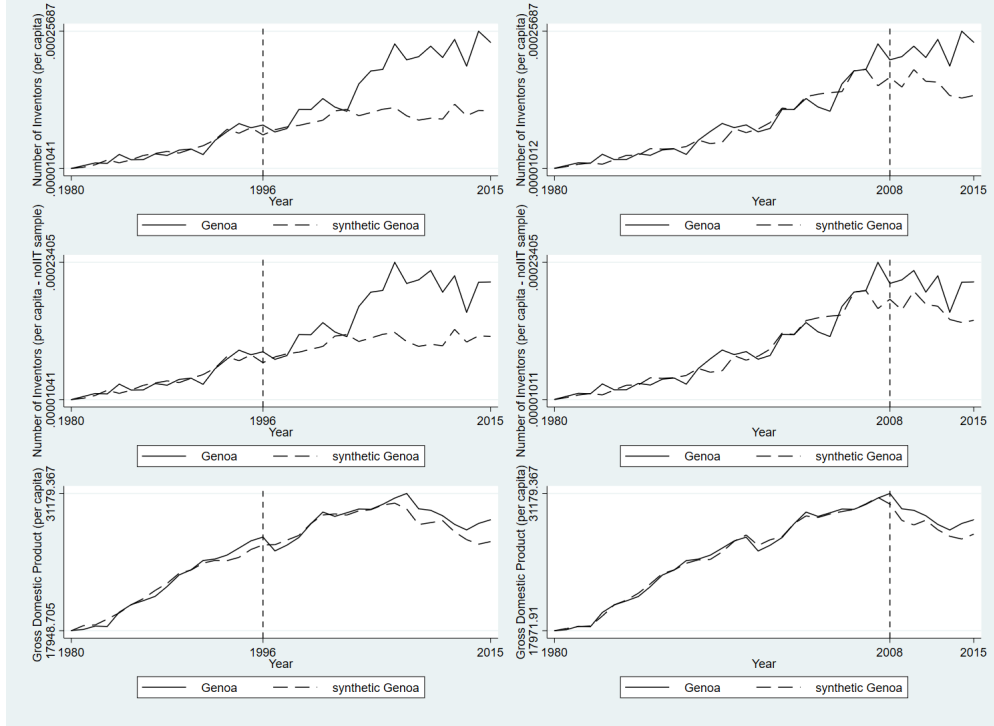 Number of Inventors (per capita)
.00001041 .00025687
1980 1996 2015
Year
Genoa synthetic Genoa
Number of Inventors (per capita)
.00001012 .00025687
1980 2008 2015
Year
Genoa synthetic Genoa
Number of Inventors (per capita - noIIT sample)
.00001041 .00023405
1980 1996 2015
Year
Genoa synthetic Genoa
Number of Inventors (per capita - noIIT sample)
.00001011 .00023405
1980 2008 2015
Year
Genoa synthetic Genoa
Gross Domestic Product (per capita)
17948.705 31179.367
1980 1996 2015
Year
Genoa synthetic Genoa
Gross Domestic Product (per capita)
17971.91 31179.367
1980 2008 2015
Year
Genoa synthetic Genoa